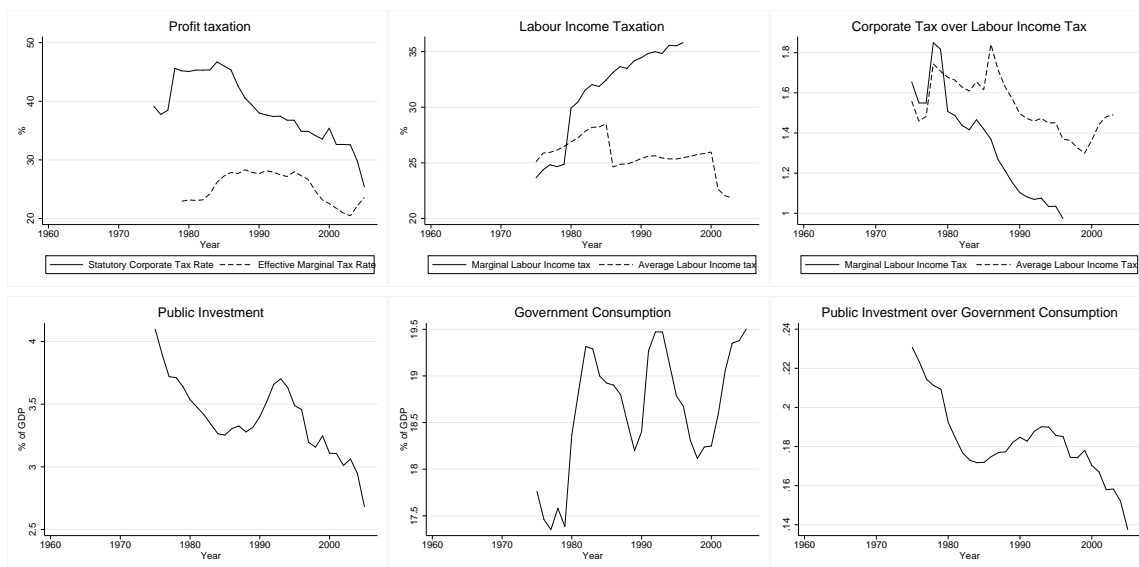 Profit taxation
50
40
30
20
%
1960 1970 1980 1990 2000
Year
Statutory Corporate Tax Rate Effective Marginal Tax Rate
Labour Income Taxation
35
30
25
20
%
1960 1970 1980 1990 2000
Year
Marginal Labour Income tax Average Labour Income tax
Corporate Tax over Labour Income Tax
1.8
1.6
1.4
1.2
1
1960 1970 1980 1990 2000
Year
Marginal Labour Income Tax Average Labour Income Tax
Public Investment
4
3.5
3
2.5
% of GDP
1960 1970 1980 1990 2000
Year
Government Consumption
19.5
19
18.5
18
17.5
% of GDP
1960 1970 1980 1990 2000
Year
Public Investment over Government Consumption
.24
.22
.2
.18
.16
.14
1960 1970 1980 1990 2000
Year